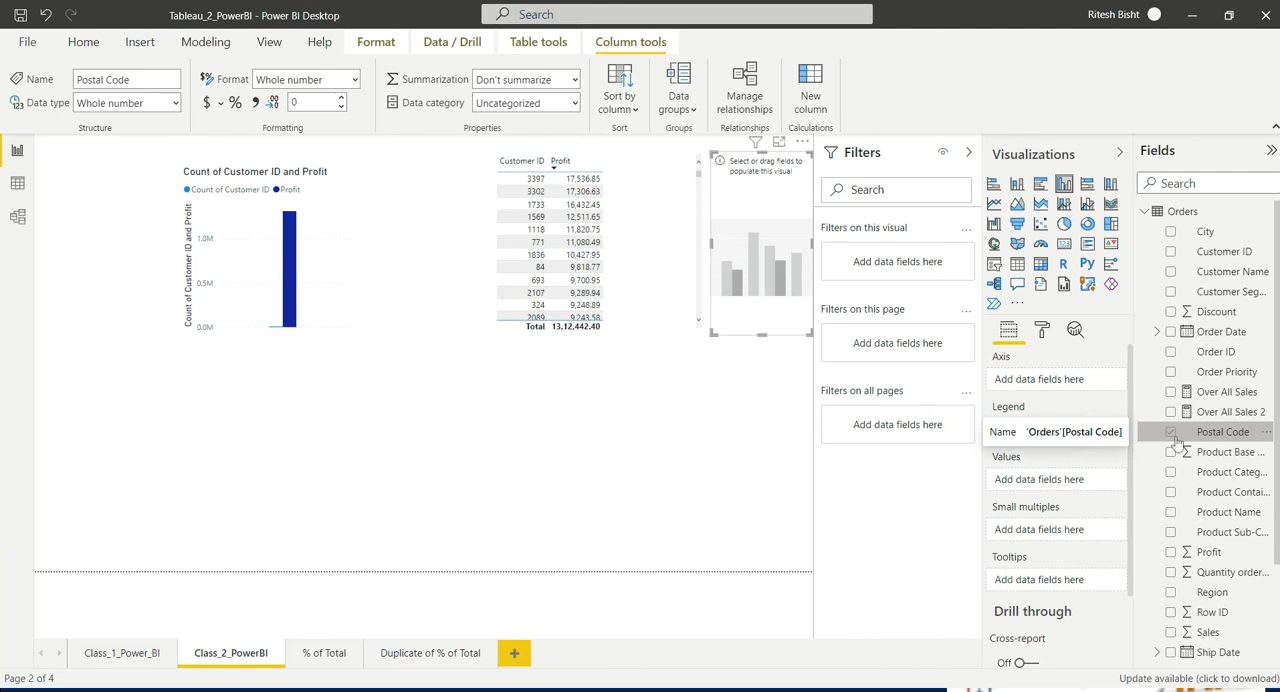 Tableau_2_PowerBI - Power BI Desktop
Search
Ritesh Bisht
File Home Insert Modeling View Help Format Data / Drill Table tools Column tools
Name Postal Code
Data type Whole number
Structure
Format Whole number
$ % 0
Formatting
Summarization Don't summarize
Data category Uncategorized
Properties
Sort by column
Sort
Data groups
Groups
Manage relationships
Relationships
New column
Calculations
Count of Customer ID and Profit
Count of Customer ID Profit
Count of Customer ID and Profit
1.0M
0.5M
0.0M
Customer ID Profit
3397 17,536.85
3302 17,306.63
1733 16,432.45
1569 12,511.65
1118 11,820.75
771 11,080.49
1836 10,427.95
84 9,818.77
693 9,700.95
2107 9,289.94
324 9,248.89
2089 9,243.58
Total 13,12,442.40
Select or drag fields to
populate this visual
Filters
Search
Filters on this visual ...
Add data fields here
Filters on this page ...
Add data fields here
Filters on all pages ...
Add data fields here
Visualizations
R Py
...
Axis
Add data fields here
Legend
Name 'Orders'[Postal Code]
Values
Add data fields here
Small multiples
Add data fields here
Tooltips
Add data fields here
Drill through
Cross-report
Off
Fields
Search
Orders
City
Customer ID
Customer Name
Customer Seg...
Discount
Order Date
Order ID
Order Priority
Over All Sales
Over All Sales 2
Postal Code ...
Product Base ...
Product Categ...
Product Contai...
Product Name
Product Sub-C...
Profit
Quantity order...
Region
Row ID
Sales
Ship Date
Class_1_Power_BI Class_2_PowerBI % of Total Duplicate of % of Total +
Page 2 of 4
Update available (click to download)